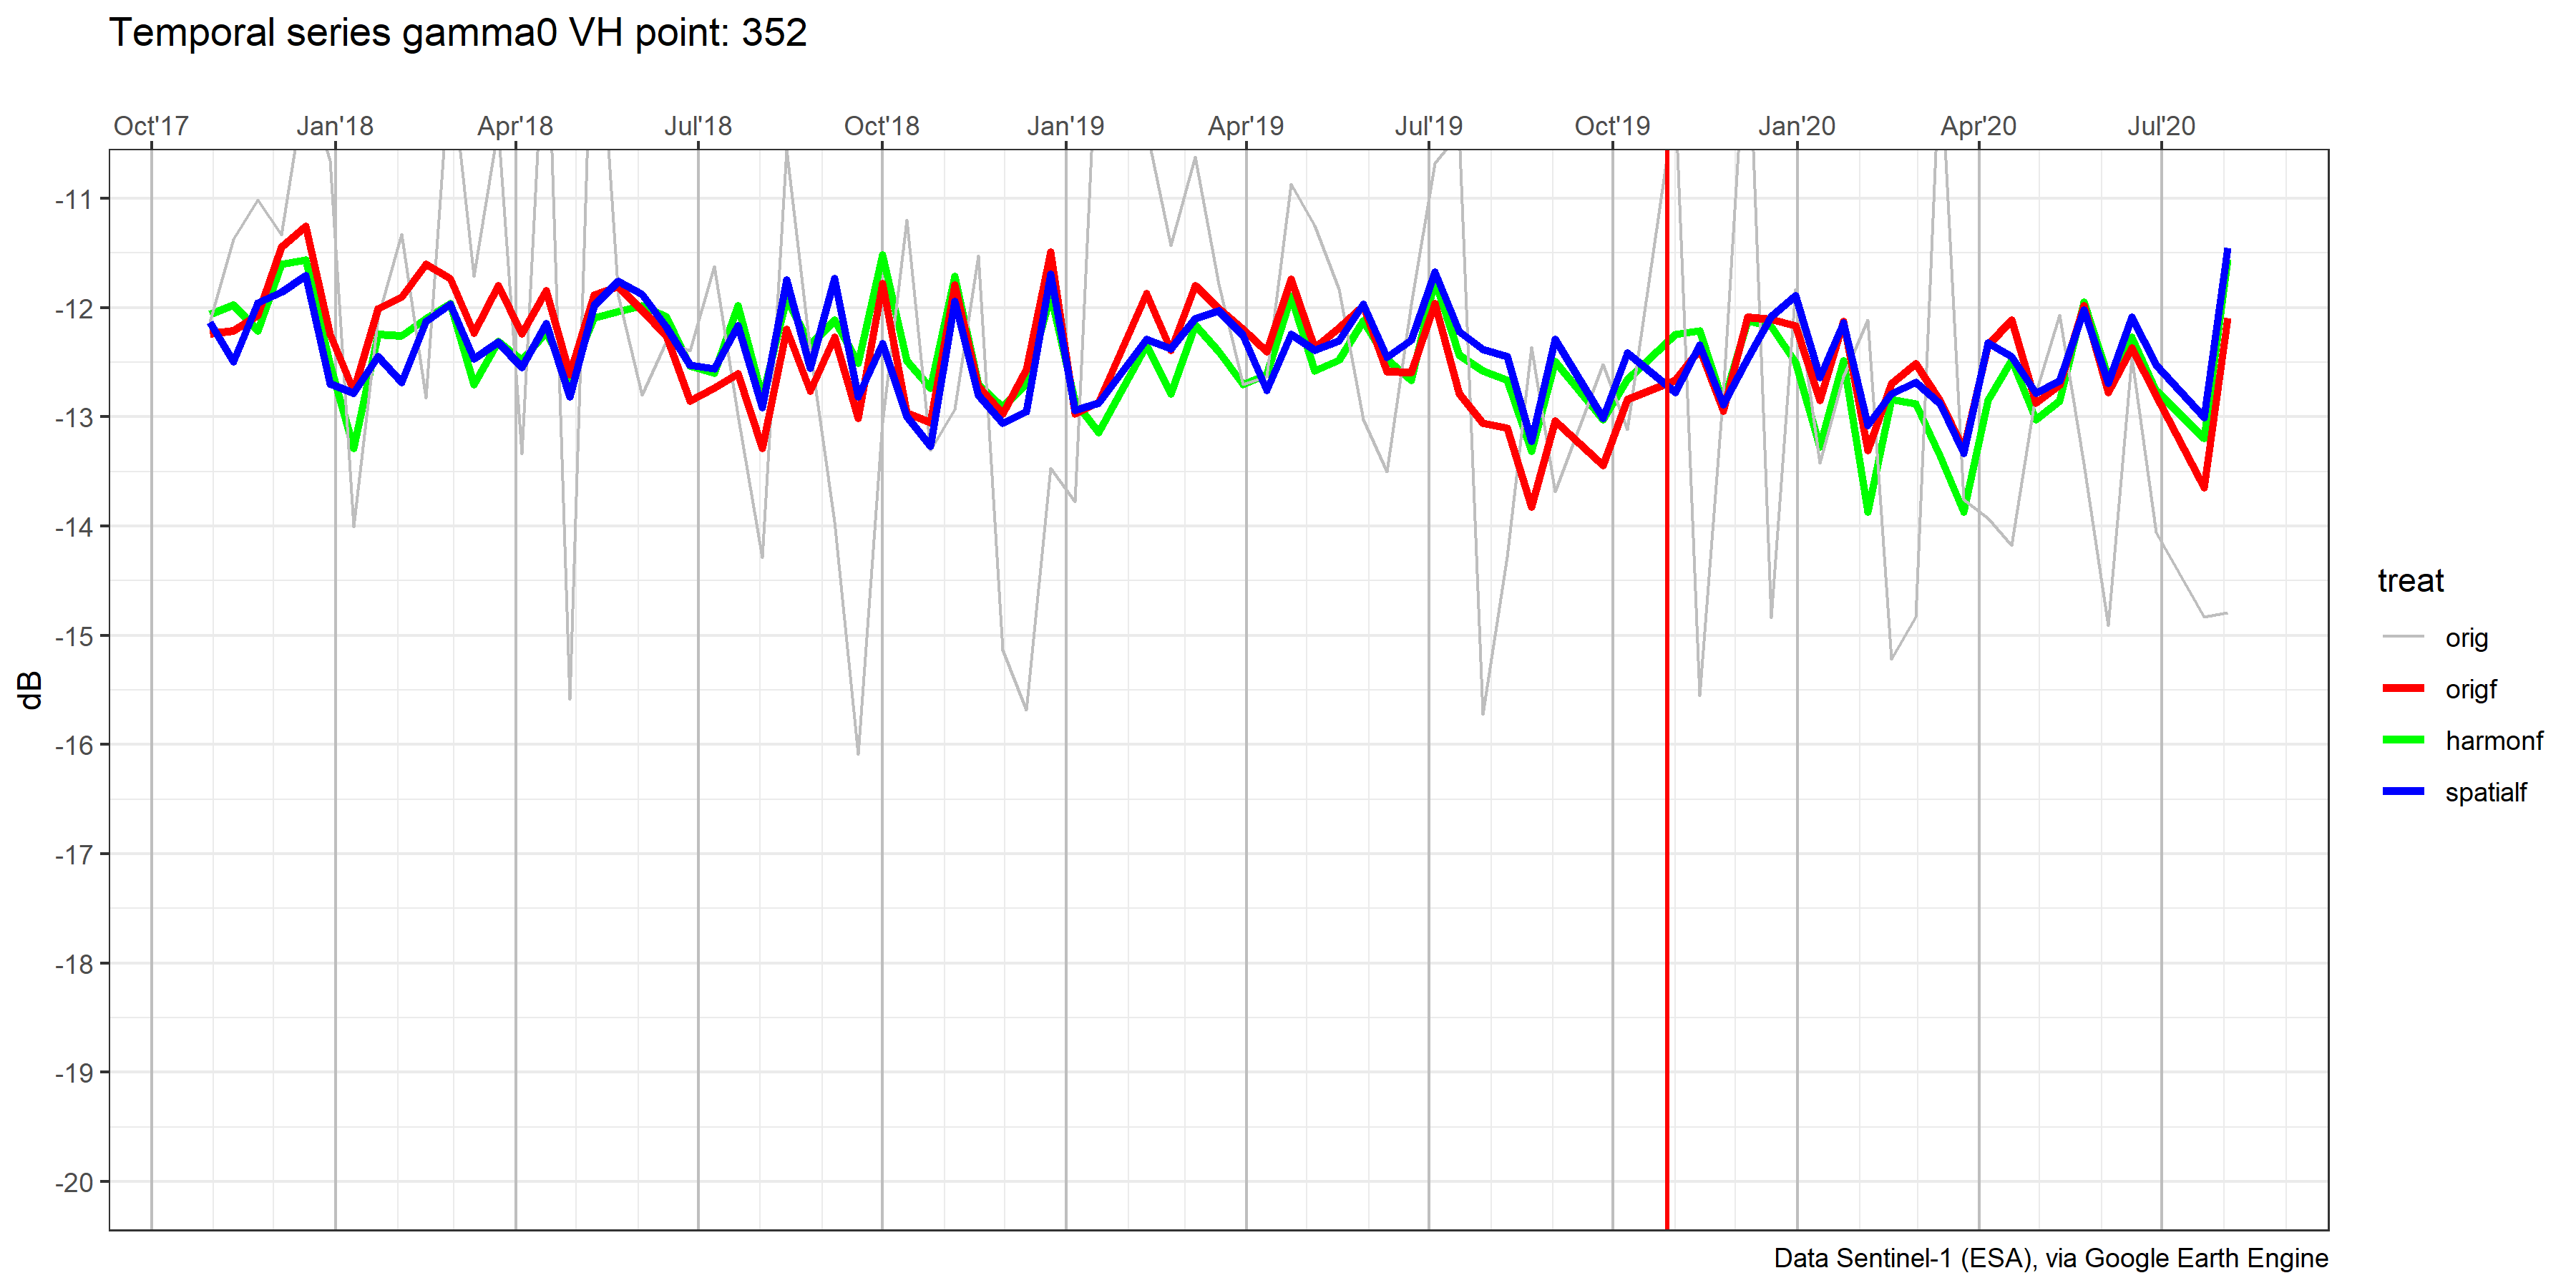 Temporal series gamma0 VH point: 352
Oct'17 Jan'18 Apr'18 Jul'18 Oct'18 Jan'19 Apr'19 Jul'19 Oct'19 Jan'20 Apr'20 Jul'20
-11
-12
-13
-14
-15
-16
-17
-18
-19
-20
dB
treat
orig
origf
harmonf
spatialf
Data Sentinel-1 (ESA), via Google Earth Engine